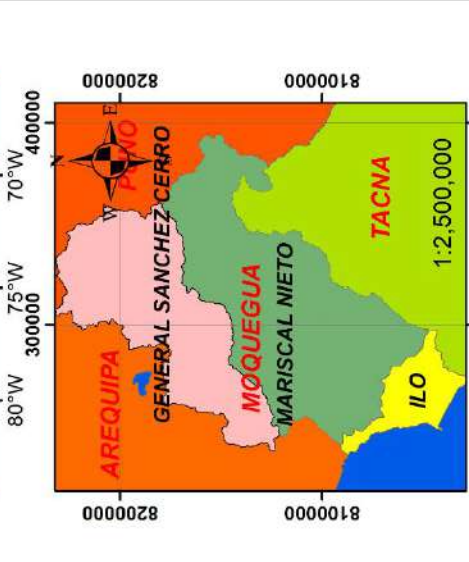 80°W 75°W 70°W
300000 400000
8200000
8100000
8200000
8100000
N
E
W
PUNO
AREQUIPA
GENERAL SANCHEZ CERRO
MOQUEGUA
MARISCAL NIETO
TACNA
ILO
1:2,500,000